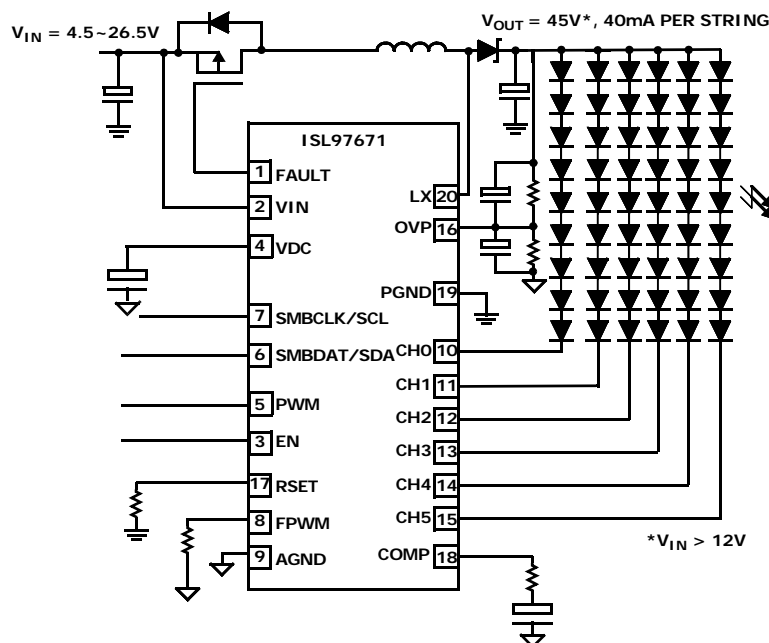 V_IN = 4.5~26.5V
V_OUT = 45V*, 40mA PER STRING
ISL97671
1 FAULT
2 VIN
4 VDC
7 SMBCLK/SCL
6 SMBDAT/SDA
5 PWM
3 EN
17 RSET
8 FPWM
9 AGND
LX 20
OVP 16
PGND 19
CH0 10
CH1 11
CH2 12
CH3 13
CH4 14
CH5 15
COMP 18
*V_IN > 12V